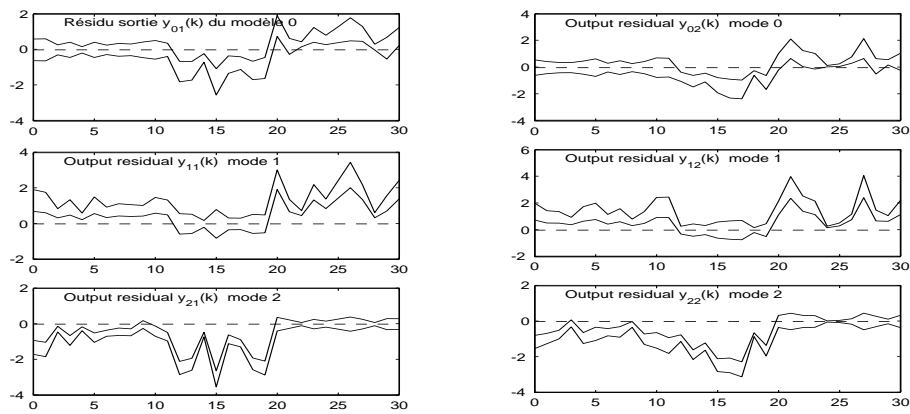 Résidu sortie y01(k) du modèle 0
2
0
-2
-4
0 5 10 15 20 25 30
Output residual y02(k) mode 0
4
2
0
-2
-4
0 5 10 15 20 25 30
Output residual y11(k) mode 1
4
2
0
-2
0 5 10 15 20 25 30
Output residual y12(k) mode 1
6
4
2
0
-2
0 5 10 15 20 25 30
Output residual y21(k) mode 2
2
0
-2
-4
0 5 10 15 20 25 30
Output residual y22(k) mode 2
2
0
-2
-4
0 5 10 15 20 25 30